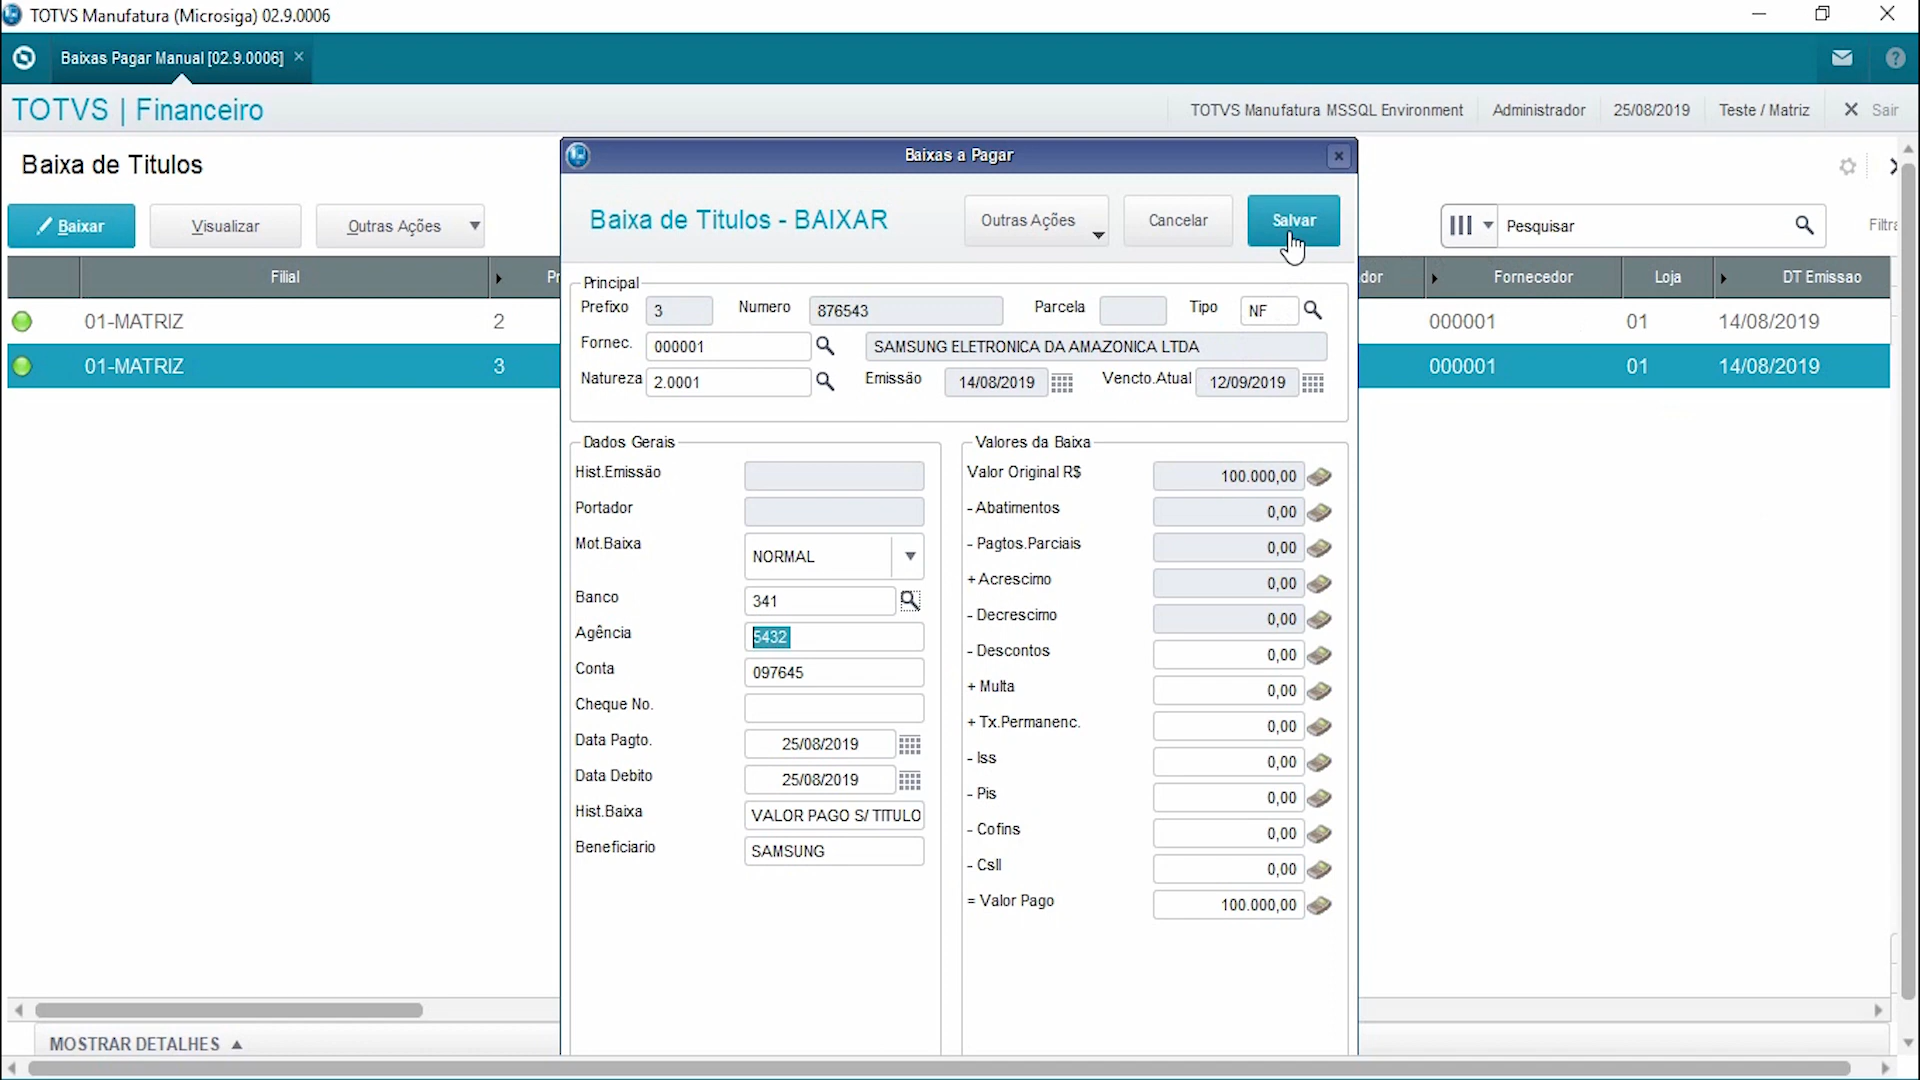 TOTVS Manufatura (Microsiga) 02.9.0006
Baixas Pagar Manual [02.9.0006]
TOTVS | Financeiro
TOTVS Manufatura MSSQL Environment Administrador 25/08/2019 Teste / Matriz Sair
Baixa de Titulos
Baixar Visualizar Outras Ações
Pesquisar
Filial
Fornecedor Loja DT Emissao
01-MATRIZ 2 000001 01 14/08/2019
01-MATRIZ 3 000001 01 14/08/2019
MOSTRAR DETALHES
Baixas a Pagar
Baixa de Titulos - BAIXAR
Outras Ações Cancelar Salvar
Principal
Prefixo 3 Numero 876543 Parcela Tipo NF
Fornec. 000001 SAMSUNG ELETRONICA DA AMAZONICA LTDA
Natureza 2.0001 Emissão 14/08/2019 Vencto.Atual 12/09/2019
Dados Gerais
Hist.Emissão
Portador
Mot.Baixa NORMAL
Banco 341
Agência 5432
Conta 097645
Cheque No.
Data Pagto. 25/08/2019
Data Debito 25/08/2019
Hist.Baixa VALOR PAGO S/ TITULO
Beneficiario SAMSUNG
Valores da Baixa
Valor Original R$ 100.000,00
- Abatimentos 0,00
- Pagtos.Parciais 0,00
+ Acrescimo 0,00
- Decrescimo 0,00
- Descontos 0,00
+ Multa 0,00
+ Tx.Permanenc. 0,00
- Iss 0,00
- Pis 0,00
- Cofins 0,00
- Csll 0,00
= Valor Pago 100.000,00